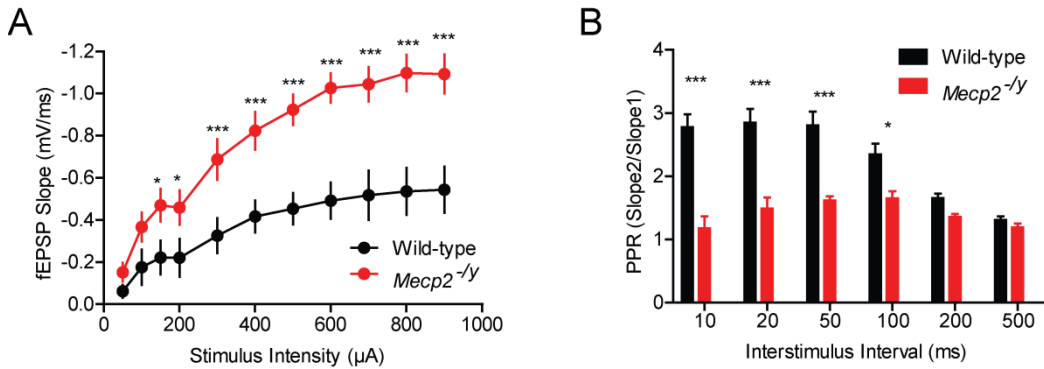 A
fEPSP Slope (mV/ms)
-1.2
-1.0
-0.8
-0.6
-0.4
-0.2
0.0
* * *** *** *** *** *** *** ***
Wild-type
Mecp2 -/y
0 200 400 600 800 1000
Stimulus Intensity (µA)
B
PPR (Slope2/Slope1)
4
3
2
1
0
*** *** *** *
Wild-type
Mecp2 -/y
10 20 50 100 200 500
Interstimulus Interval (ms)